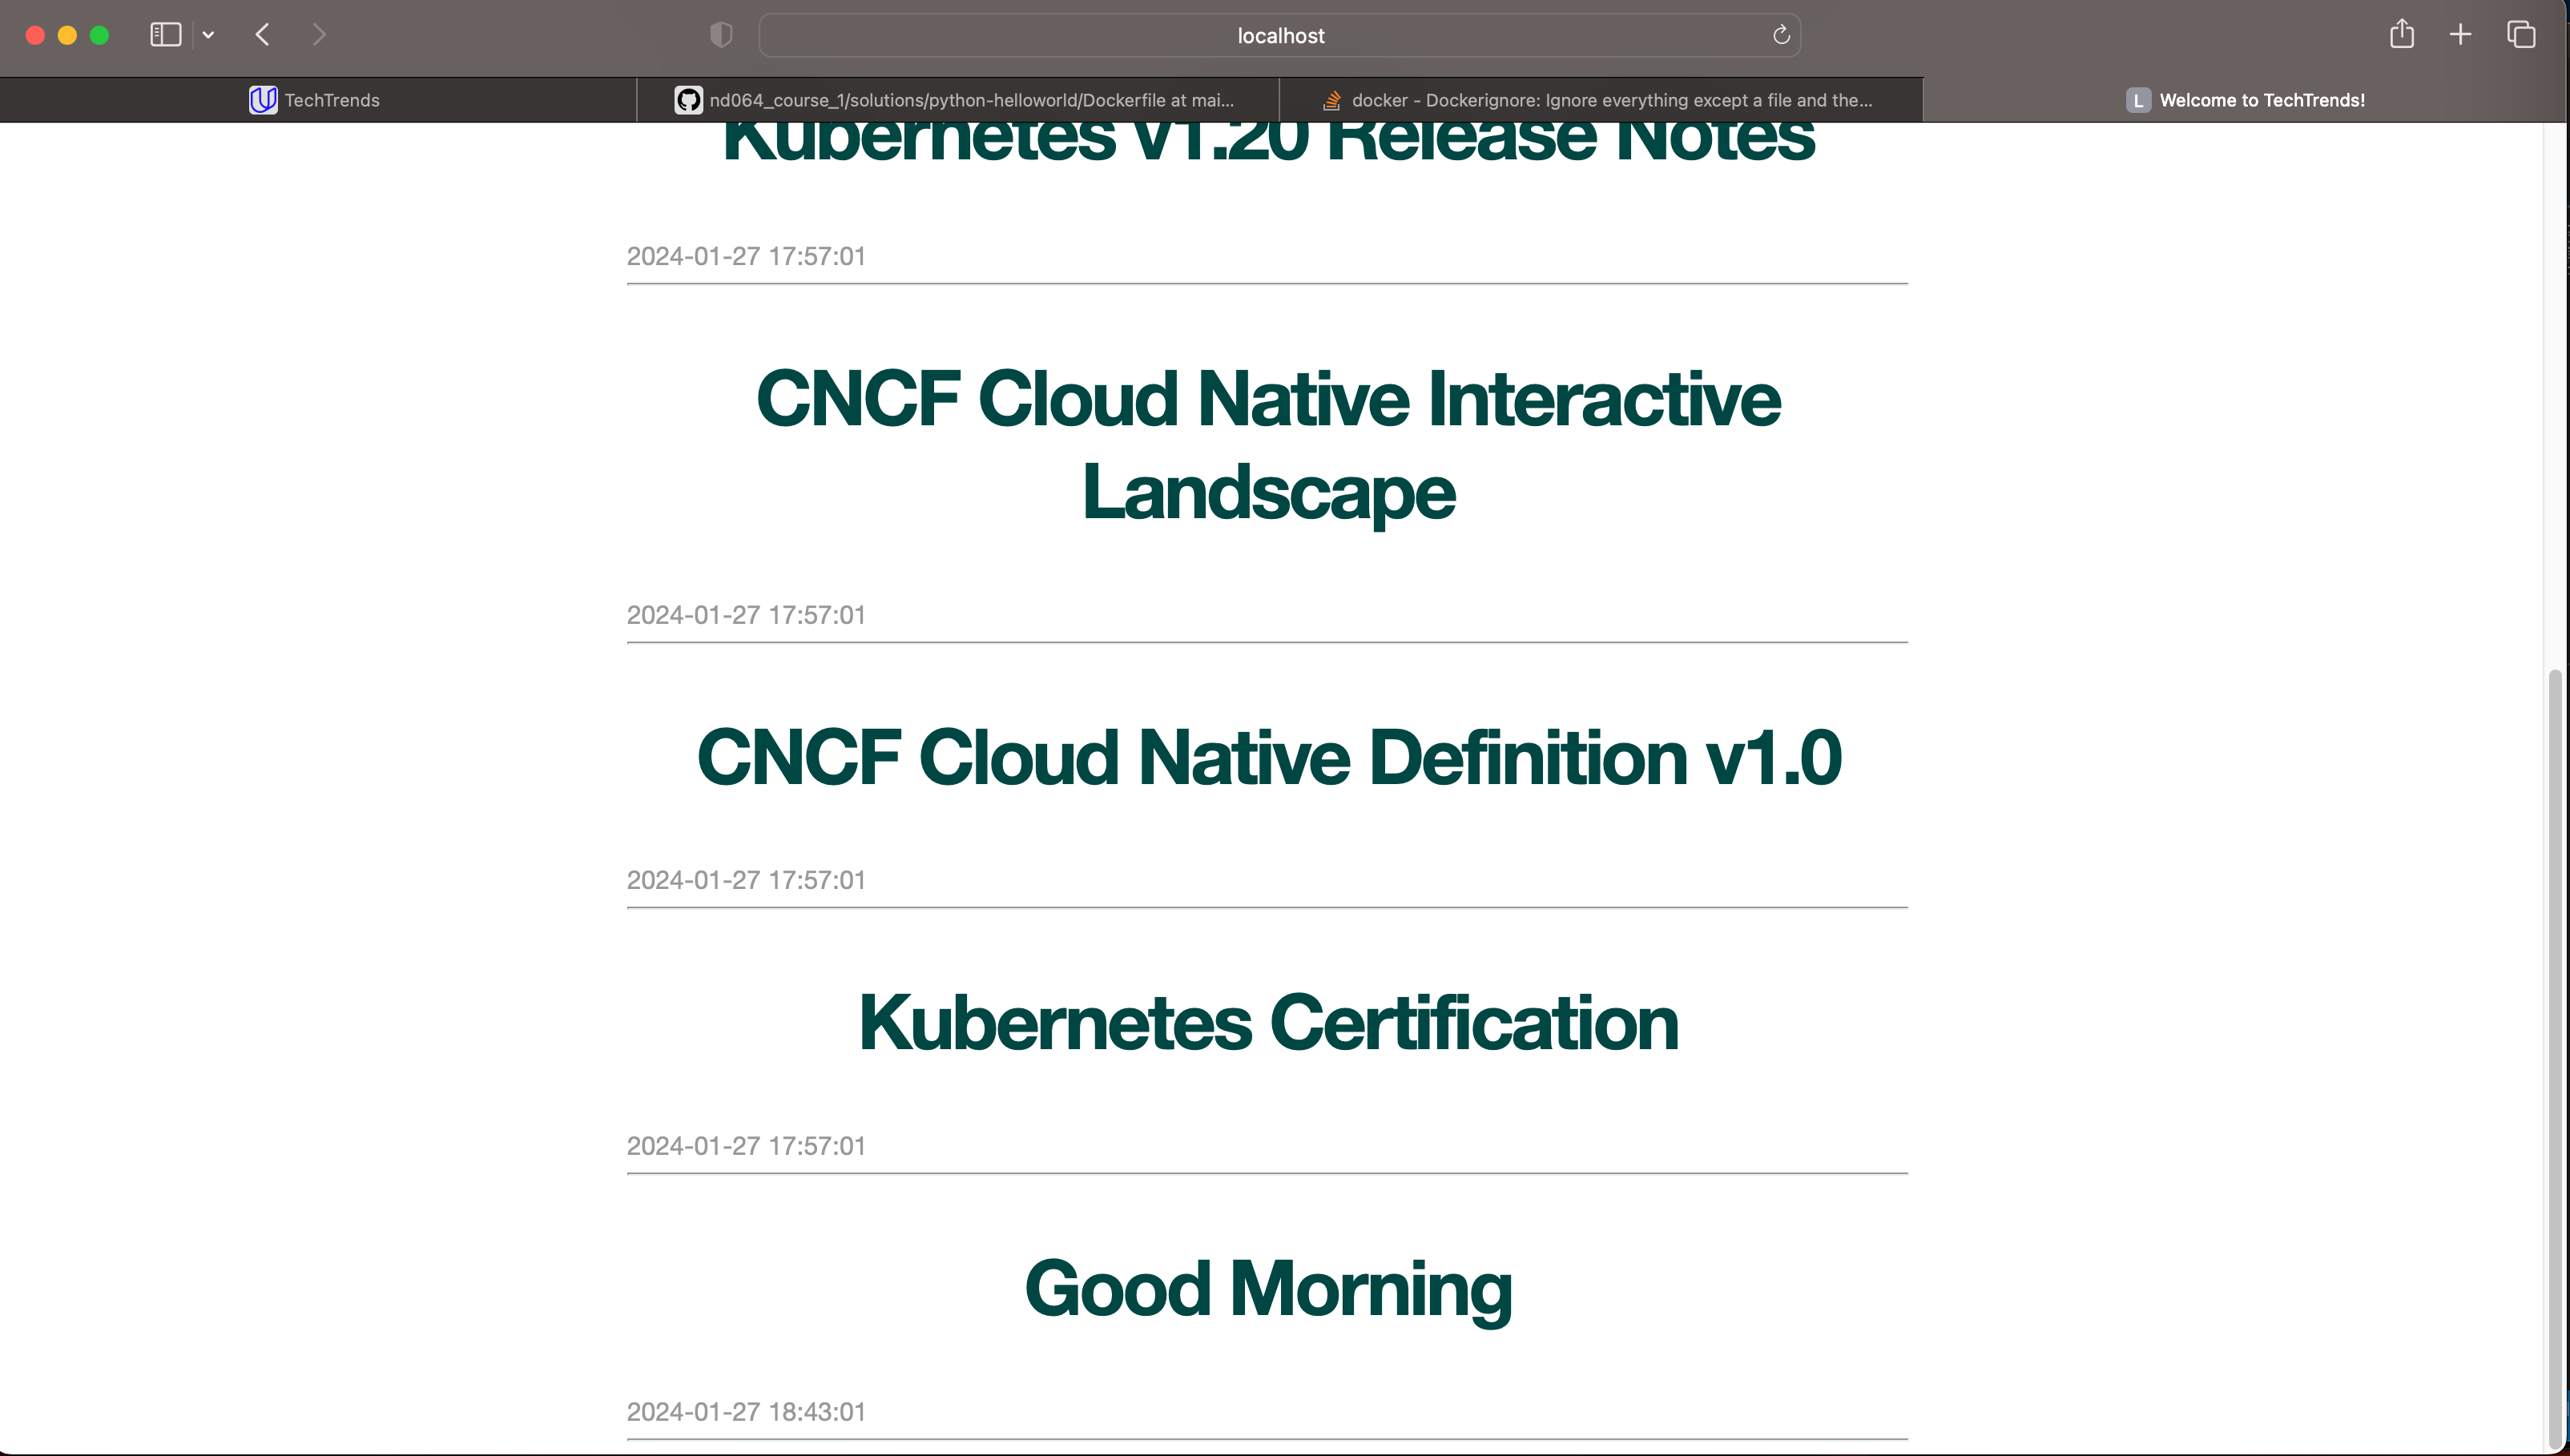 localhost
TechTrends
nd064_course_1/solutions/python-helloworld/Dockerfile at mai...
docker - Dockerignore: Ignore everything except a file and the...
L Welcome to TechTrends!
Kubernetes v1.20 Release Notes
2024-01-27 17:57:01
CNCF Cloud Native Interactive
Landscape
2024-01-27 17:57:01
CNCF Cloud Native Definition v1.0
2024-01-27 17:57:01
Kubernetes Certification
2024-01-27 17:57:01
Good Morning
2024-01-27 18:43:01